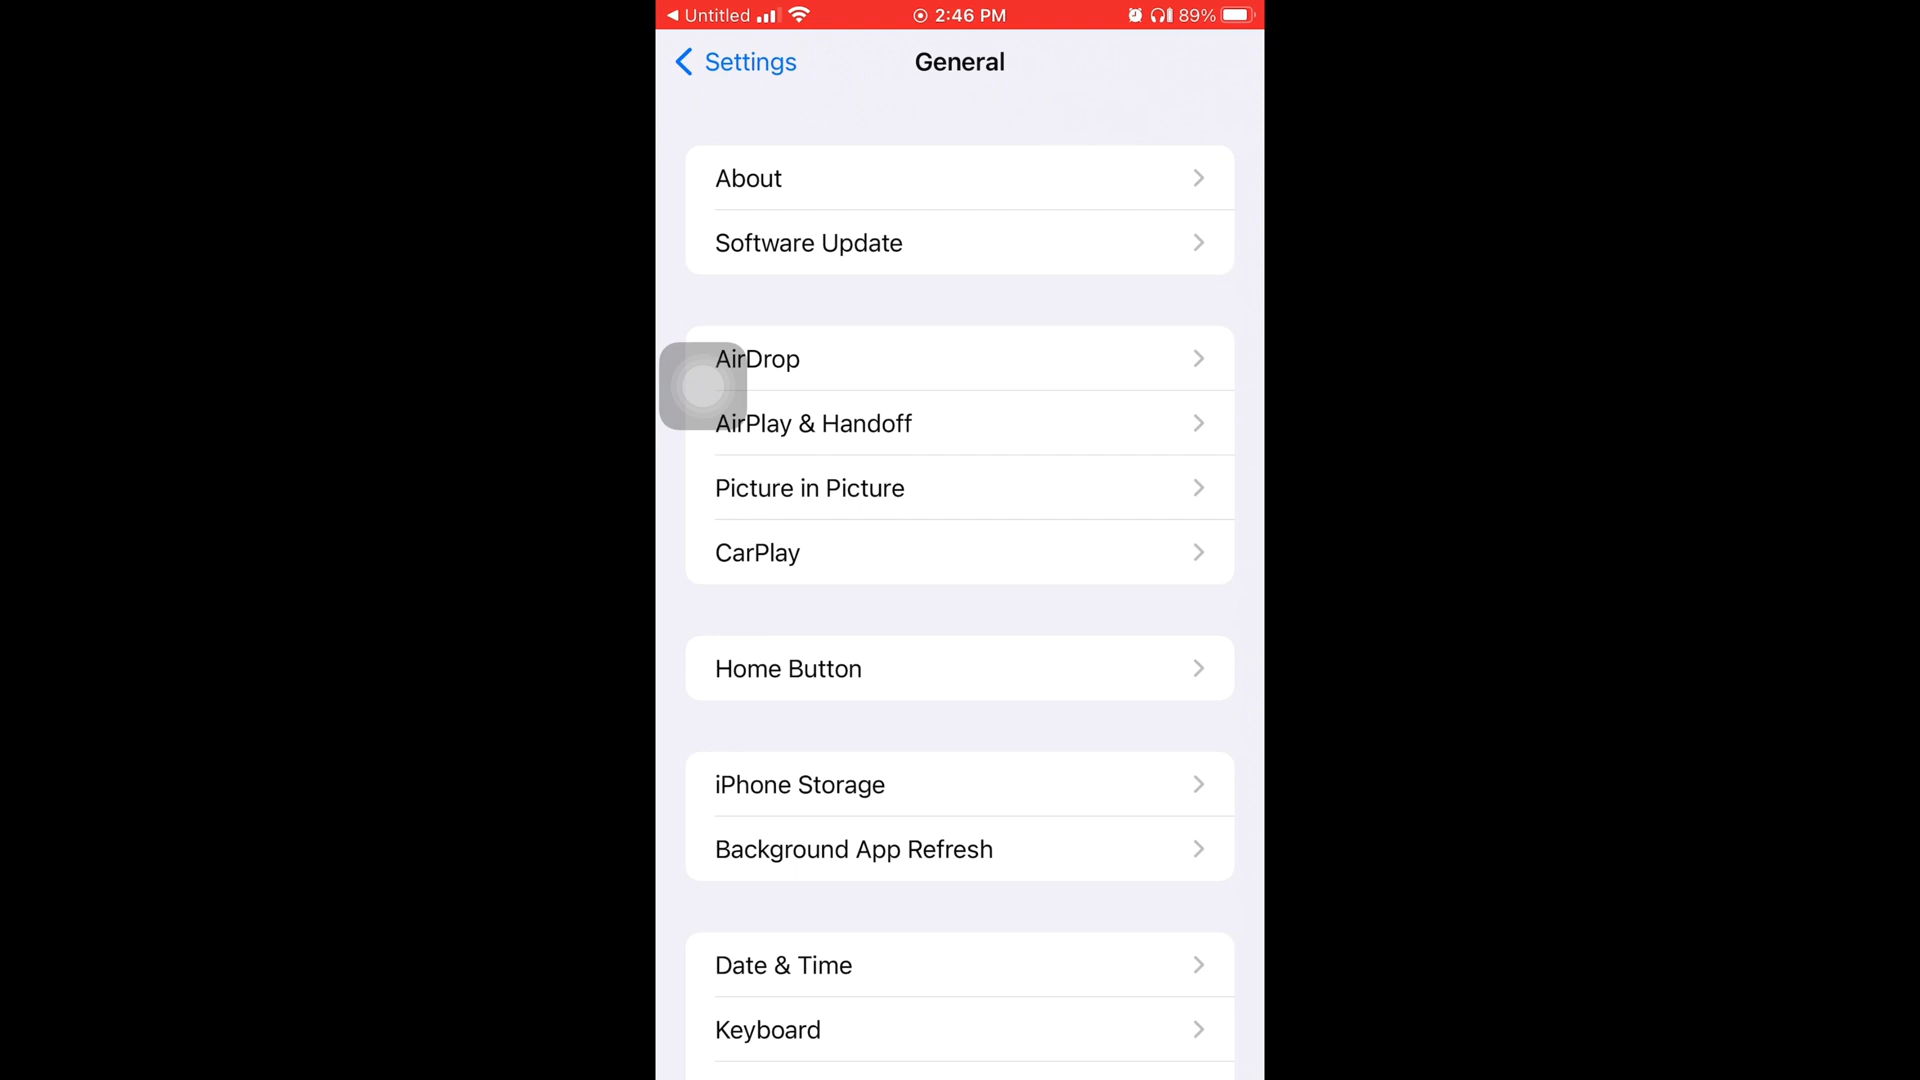 Untitled 2:46 PM 89%
Settings General
About
Software Update
AirDrop
AirPlay & Handoff
Picture in Picture
CarPlay
Home Button
iPhone Storage
Background App Refresh
Date & Time
Keyboard